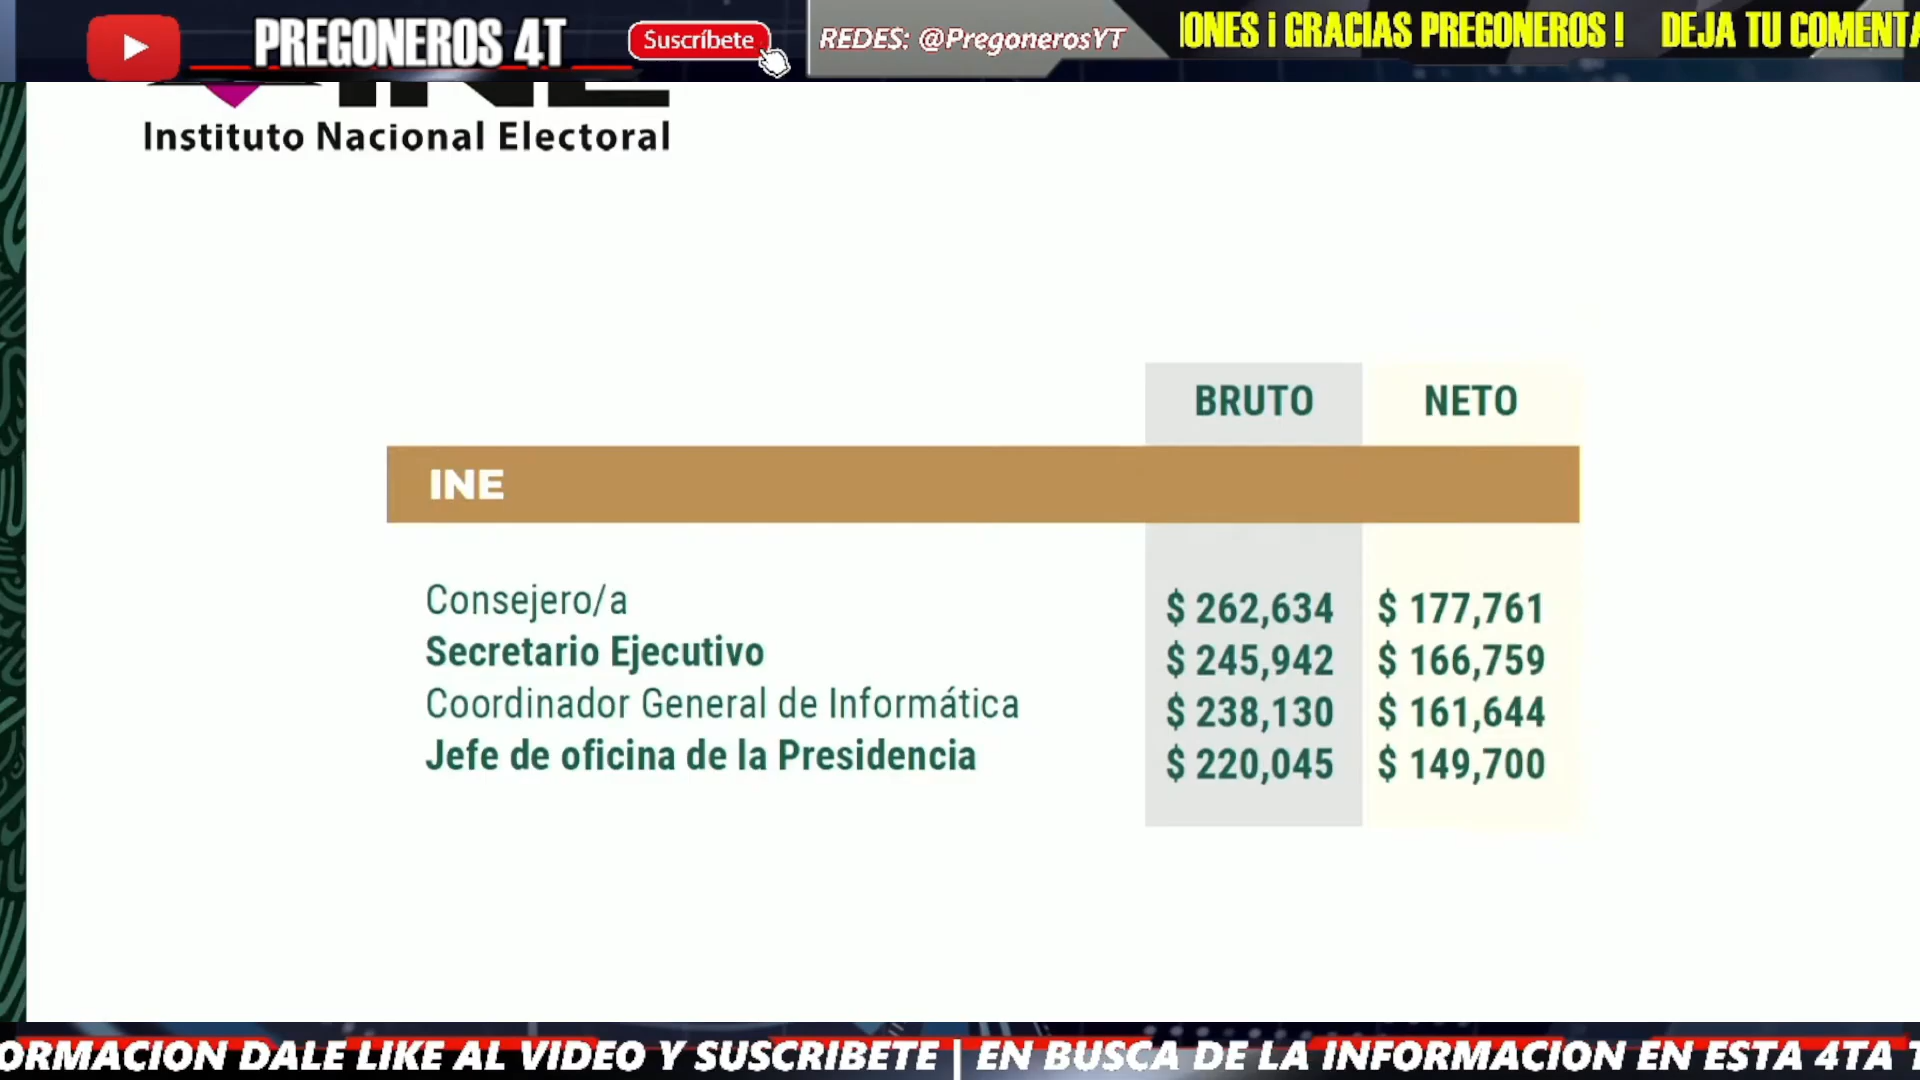 PREGONEROS 4T
Suscríbete
REDES: @PregonerosYT
IONES ¡ GRACIAS PREGONEROS ! DEJA TU COMENTA
INE
Instituto Nacional Electoral
BRUTO NETO
INE
Consejero/a $ 262,634 $ 177,761
Secretario Ejecutivo $ 245,942 $ 166,759
Coordinador General de Informática $ 238,130 $ 161,644
Jefe de oficina de la Presidencia $ 220,045 $ 149,700
ORMACION DALE LIKE AL VIDEO Y SUSCRIBETE | EN BUSCA DE LA INFORMACION EN ESTA 4TA T